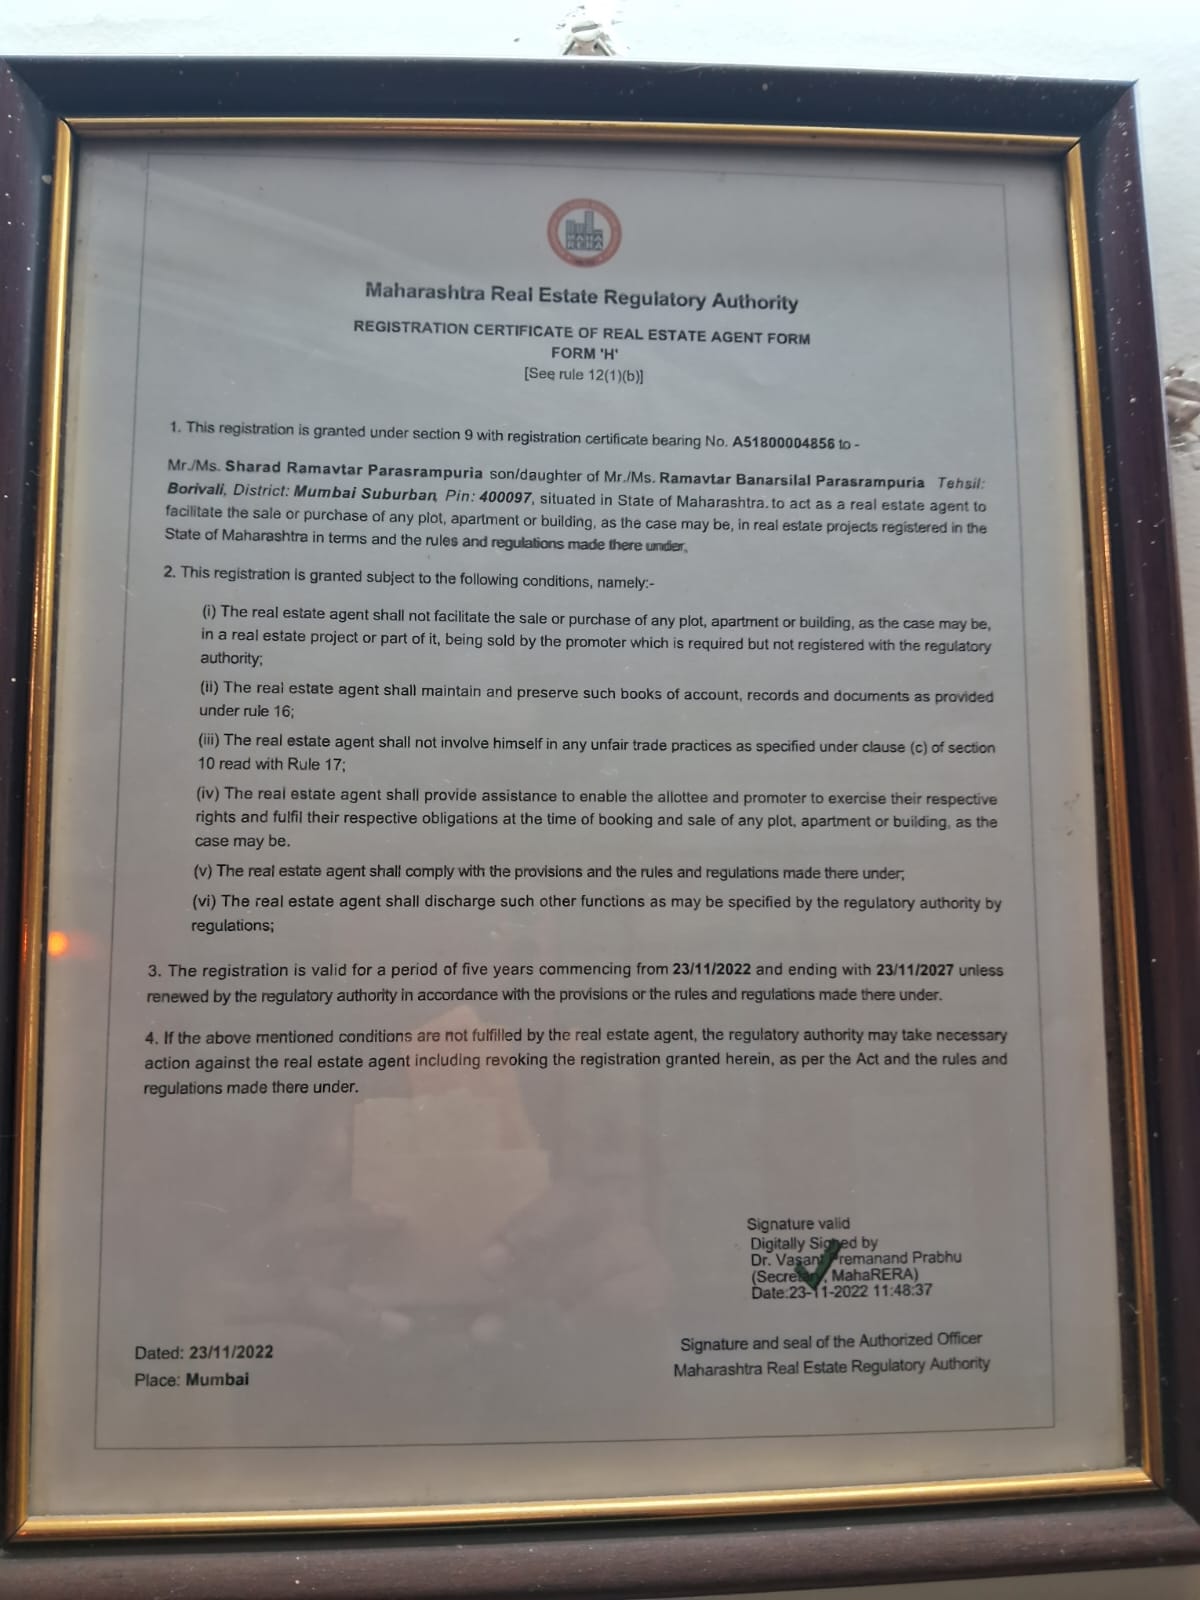 MAHA
RERA
Maharashtra Real Estate Regulatory Authority
REGISTRATION CERTIFICATE OF REAL ESTATE AGENT FORM
FORM 'H'
[See rule 12(1)(b)]
1. This registration is granted under section 9 with registration certificate bearing No. A51800004856 to -
Mr./Ms. Sharad Ramavtar Parasrampuria son/daughter of Mr./Ms. Ramavtar Banarsilal Parasrampuria Tehsil:
Borivali, District: Mumbai Suburban, Pin: 400097, situated in State of Maharashtra. to act as a real estate agent to
facilitate the sale or purchase of any plot, apartment or building, as the case may be, in real estate projects registered in the
State of Maharashtra in terms and the rules and regulations made there under,
2. This registration is granted subject to the following conditions, namely:-
(i) The real estate agent shall not facilitate the sale or purchase of any plot, apartment or building, as the case may be,
in a real estate project or part of it, being sold by the promoter which is required but not registered with the regulatory
authority;
(ii) The real estate agent shall maintain and preserve such books of account, records and documents as provided
under rule 16;
(iii) The real estate agent shall not involve himself in any unfair trade practices as specified under clause (c) of section
10 read with Rule 17;
(iv) The real estate agent shall provide assistance to enable the allottee and promoter to exercise their respective
rights and fulfil their respective obligations at the time of booking and sale of any plot, apartment or building, as the
case may be.
(v) The real estate agent shall comply with the provisions and the rules and regulations made there under;
(vi) The real estate agent shall discharge such other functions as may be specified by the regulatory authority by
regulations;
3. The registration is valid for a period of five years commencing from 23/11/2022 and ending with 23/11/2027 unless
renewed by the regulatory authority in accordance with the provisions or the rules and regulations made there under.
4. If the above mentioned conditions are not fulfilled by the real estate agent, the regulatory authority may take necessary
action against the real estate agent including revoking the registration granted herein, as per the Act and the rules and
regulations made there under.
Signature valid
Digitally Signed by
Dr. Vasant Premanand Prabhu
(Secretary, MahaRERA)
Date:23-11-2022 11:48:37
Dated: 23/11/2022
Place: Mumbai
Signature and seal of the Authorized Officer
Maharashtra Real Estate Regulatory Authority